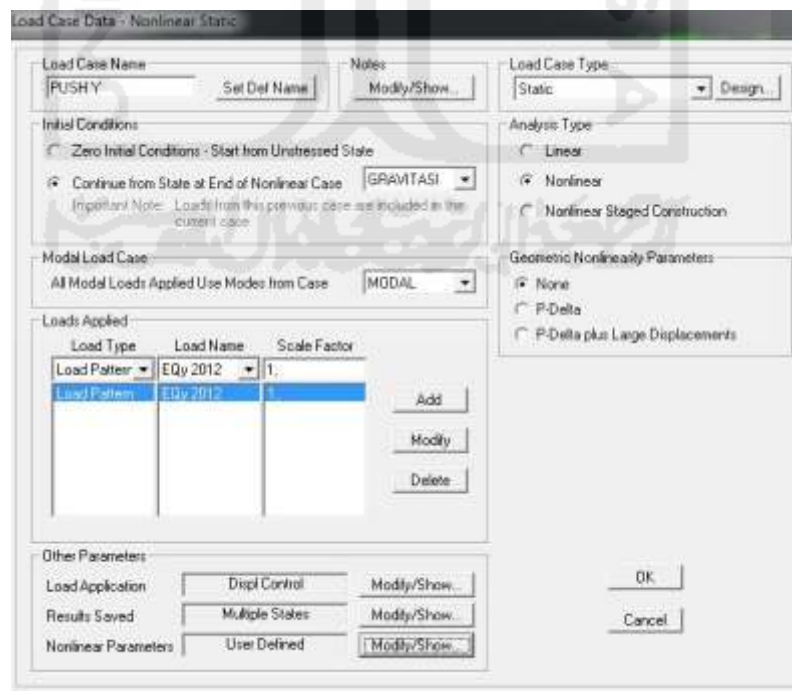 Load Case Data - Nonlinear Static
Load Case Name
PUSH Y
Set Def Name
Notes
Modify/Show...
Load Case Type
Static
Design...
Initial Conditions
Zero Initial Conditions - Start from Unstressed State
Continue from State at End of Nonlinear Case
GRAVITASI
Important Note: Loads from this previous case are included in the
current case
Analysis Type
Linear
Nonlinear
Nonlinear Staged Construction
Modal Load Case
All Modal Loads Applied Use Modes from Case
MODAL
Geometric Nonlinearity Parameters
None
P-Delta
P-Delta plus Large Displacements
Loads Applied
Load Type Load Name Scale Factor
Load Pattern EQy 2012 1.
Load Pattern EQy 2012 1.
Add
Modify
Delete
Other Parameters
Load Application Displ Control Modify/Show...
Results Saved Multiple States Modify/Show...
Nonlinear Parameters User Defined Modify/Show...
OK
Cancel